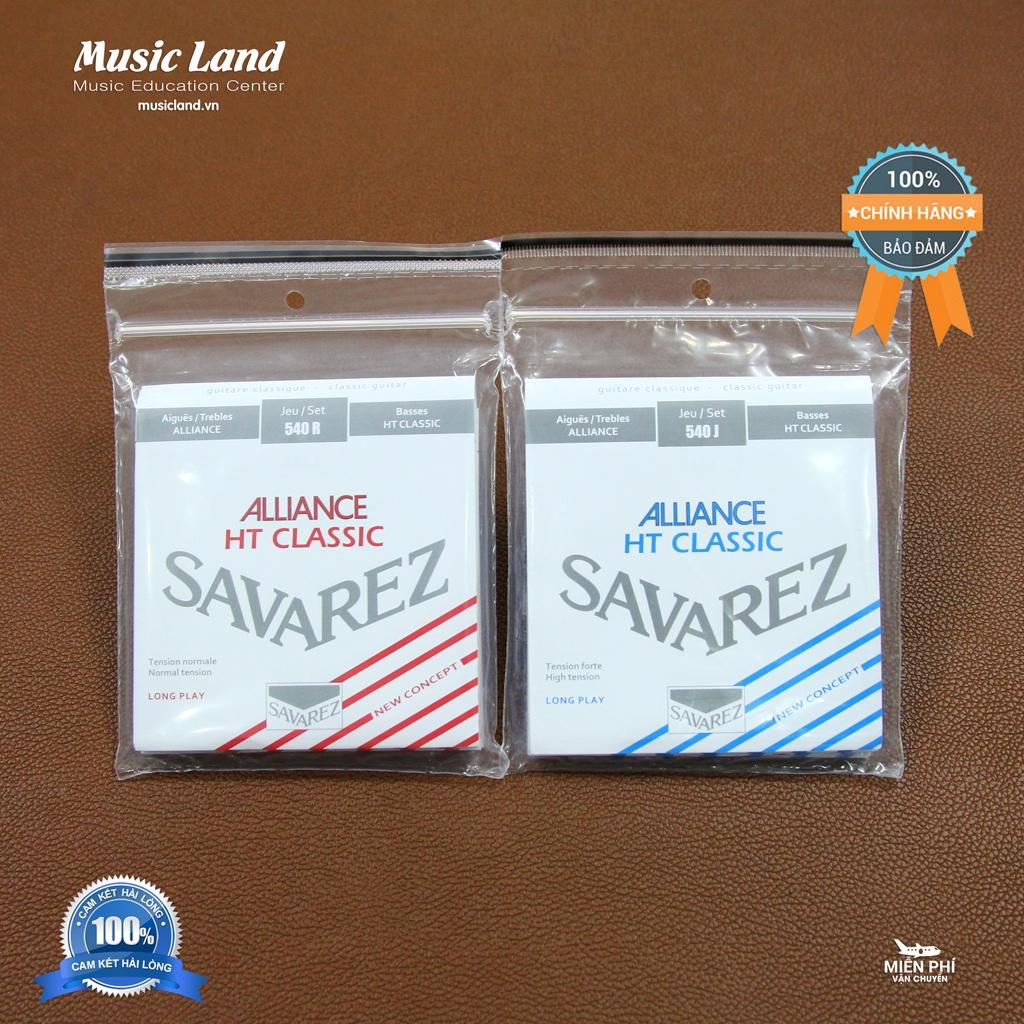 Music Land
Music Education Center
musicland.vn
100%
CHÍNH HÃNG
BẢO ĐẢM
guitare classique - classic guitar
Aiguës / Trebles
ALLIANCE
Jeu / Set
540 R
Basses
HT CLASSIC
ALLIANCE
HT CLASSIC
SAVAREZ
Tension normale
Normal tension
LONG PLAY
SAVAREZ
NEW CONCEPT
guitare classique - classic guitar
Aiguës / Trebles
ALLIANCE
Jeu / Set
540 J
Basses
HT CLASSIC
ALLIANCE
HT CLASSIC
SAVAREZ
Tension forte
High tension
LONG PLAY
SAVAREZ
NEW CONCEPT
CAM KẾT HÀI LÒNG
100%
CAM KẾT HÀI LÒNG
MIỄN PHÍ
VẬN CHUYỂN